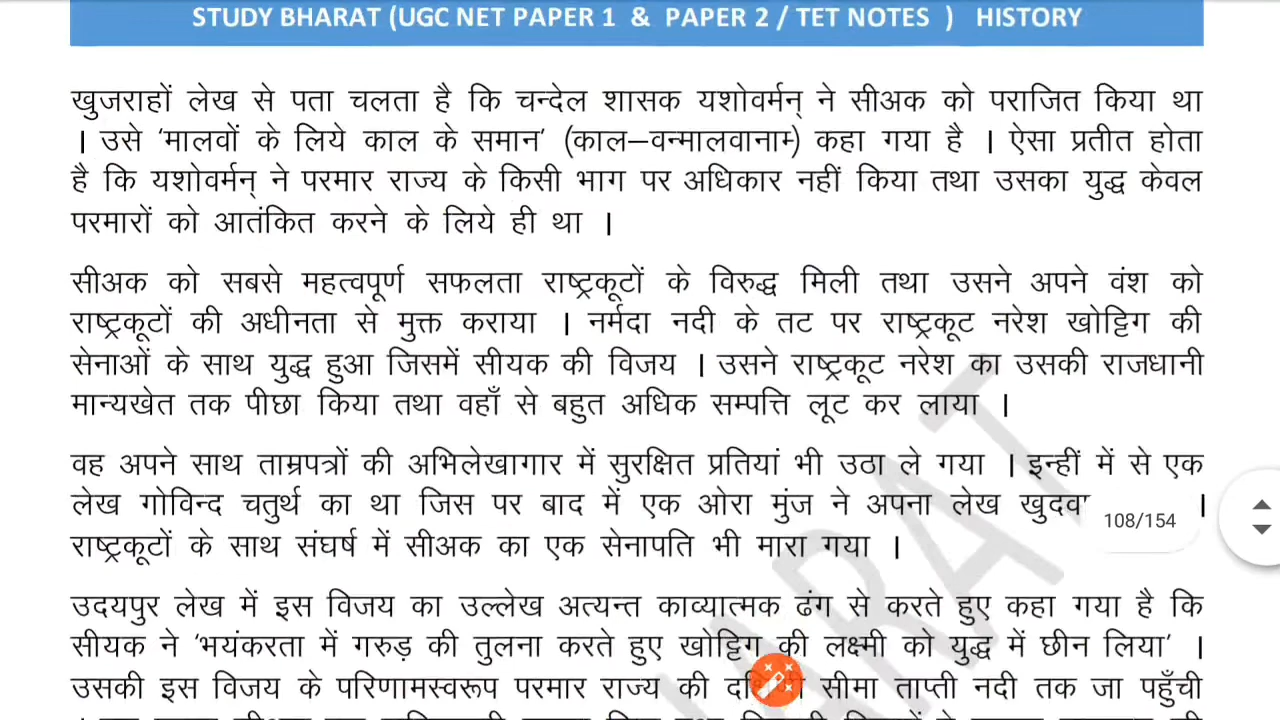 STUDY BHARAT (UGC NET PAPER 1 & PAPER 2 / TET NOTES ) HISTORY
खुजराहों लेख से पता चलता है कि चन्देल शासक यशोवर्मन् ने सीअक को पराजित किया था
। उसे ‘मालवों के लिये काल के समान’ (काल–वन्मालवानाम्) कहा गया है । ऐसा प्रतीत होता
है कि यशोवर्मन् ने परमार राज्य के किसी भाग पर अधिकार नहीं किया तथा उसका युद्ध केवल
परमारों को आतंकित करने के लिये ही था ।
सीअक को सबसे महत्वपूर्ण सफलता राष्ट्रकूटों के विरुद्ध मिली तथा उसने अपने वंश को
राष्ट्रकूटों की अधीनता से मुक्त कराया । नर्मदा नदी के तट पर राष्ट्रकूट नरेश खोट्टिग की
सेनाओं के साथ युद्ध हुआ जिसमें सीयक की विजय । उसने राष्ट्रकूट नरेश का उसकी राजधानी
मान्यखेत तक पीछा किया तथा वहाँ से बहुत अधिक सम्पत्ति लूट कर लाया ।
वह अपने साथ ताम्रपत्रों की अभिलेखागार में सुरक्षित प्रतियां भी उठा ले गया । इन्हीं में से एक
लेख गोविन्द चतुर्थ का था जिस पर बाद में एक ओरा मुंज ने अपना लेख ।
108/154
राष्ट्रकूटों के साथ संघर्ष में सीअक का एक सेनापति भी मारा गया ।
उदयपुर लेख में इस विजय का उल्लेख अत्यन्त काव्यात्मक ढंग से करते हुए कहा गया है कि
सीयक ने ‘भयंकरता में गरुड़ की तुलना करते हुए खोट्टिग की लक्ष्मी को युद्ध में छीन लिया’ ।
उसकी इस विजय के परिणामस्वरूप परमार राज्य की सीमा ताप्ती नदी तक जा पहुँची